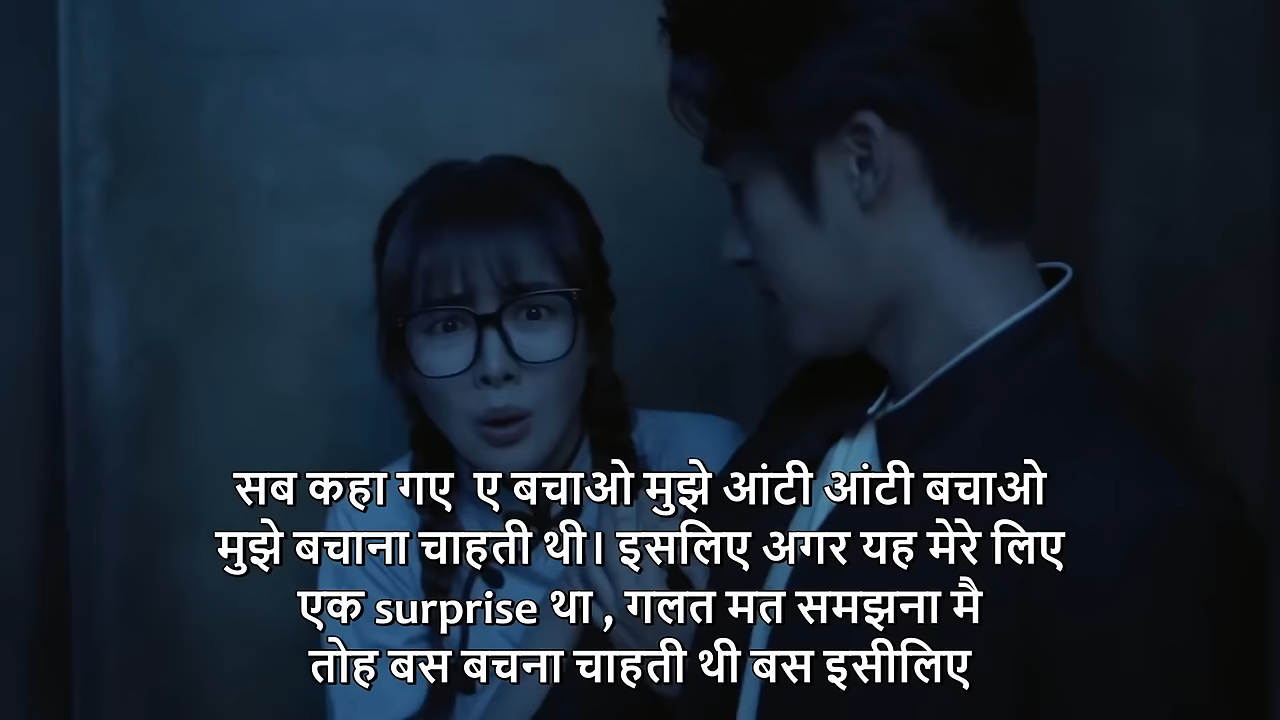 सब कहा गए  ए बचाओ मुझे आंटी आंटी बचाओ
मुझे बचाना चाहती थी। इसलिए अगर यह मेरे लिए
एक surprise था , गलत मत समझना मै
तोह बस बचना चाहती थी बस इसीलिए